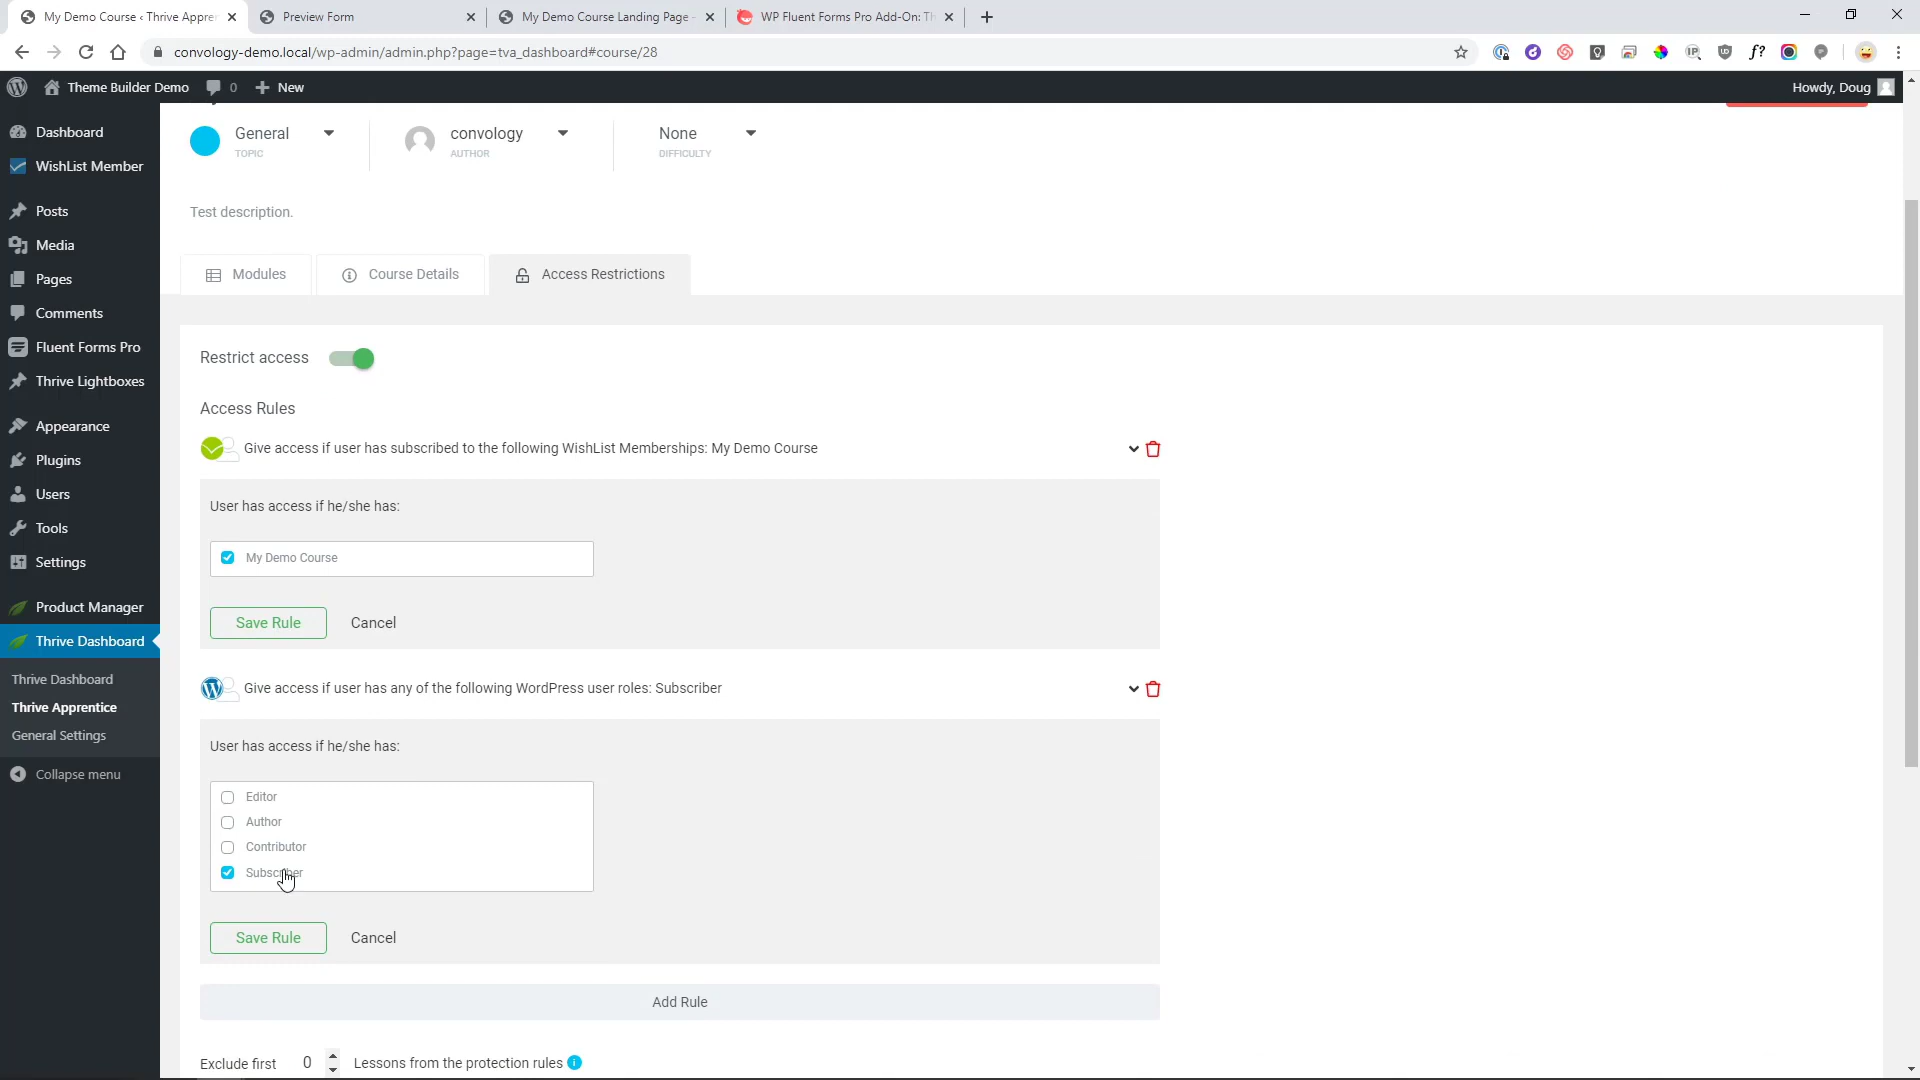 My Demo Course ‹ Thrive Appre
Preview Form
My Demo Course Landing Page -
WP Fluent Forms Pro Add-On: Th
convology-demo.local/wp-admin/admin.php?page=tva_dashboard#course/28
Theme Builder Demo
0
New
Howdy, Doug
Dashboard
WishList Member
Posts
Media
Pages
Comments
Fluent Forms Pro
Thrive Lightboxes
Appearance
Plugins
Users
Tools
Settings
Product Manager
Thrive Dashboard
Thrive Dashboard
Thrive Apprentice
General Settings
Collapse menu
General
TOPIC
convology
AUTHOR
None
DIFFICULTY
Test description.
Modules
Course Details
Access Restrictions
Restrict access
Access Rules
Give access if user has subscribed to the following WishList Memberships: My Demo Course
User has access if he/she has:
My Demo Course
Save Rule
Cancel
Give access if user has any of the following WordPress user roles: Subscriber
User has access if he/she has:
Editor
Author
Contributor
Subscriber
Save Rule
Cancel
Add Rule
Exclude first 0 Lessons from the protection rules